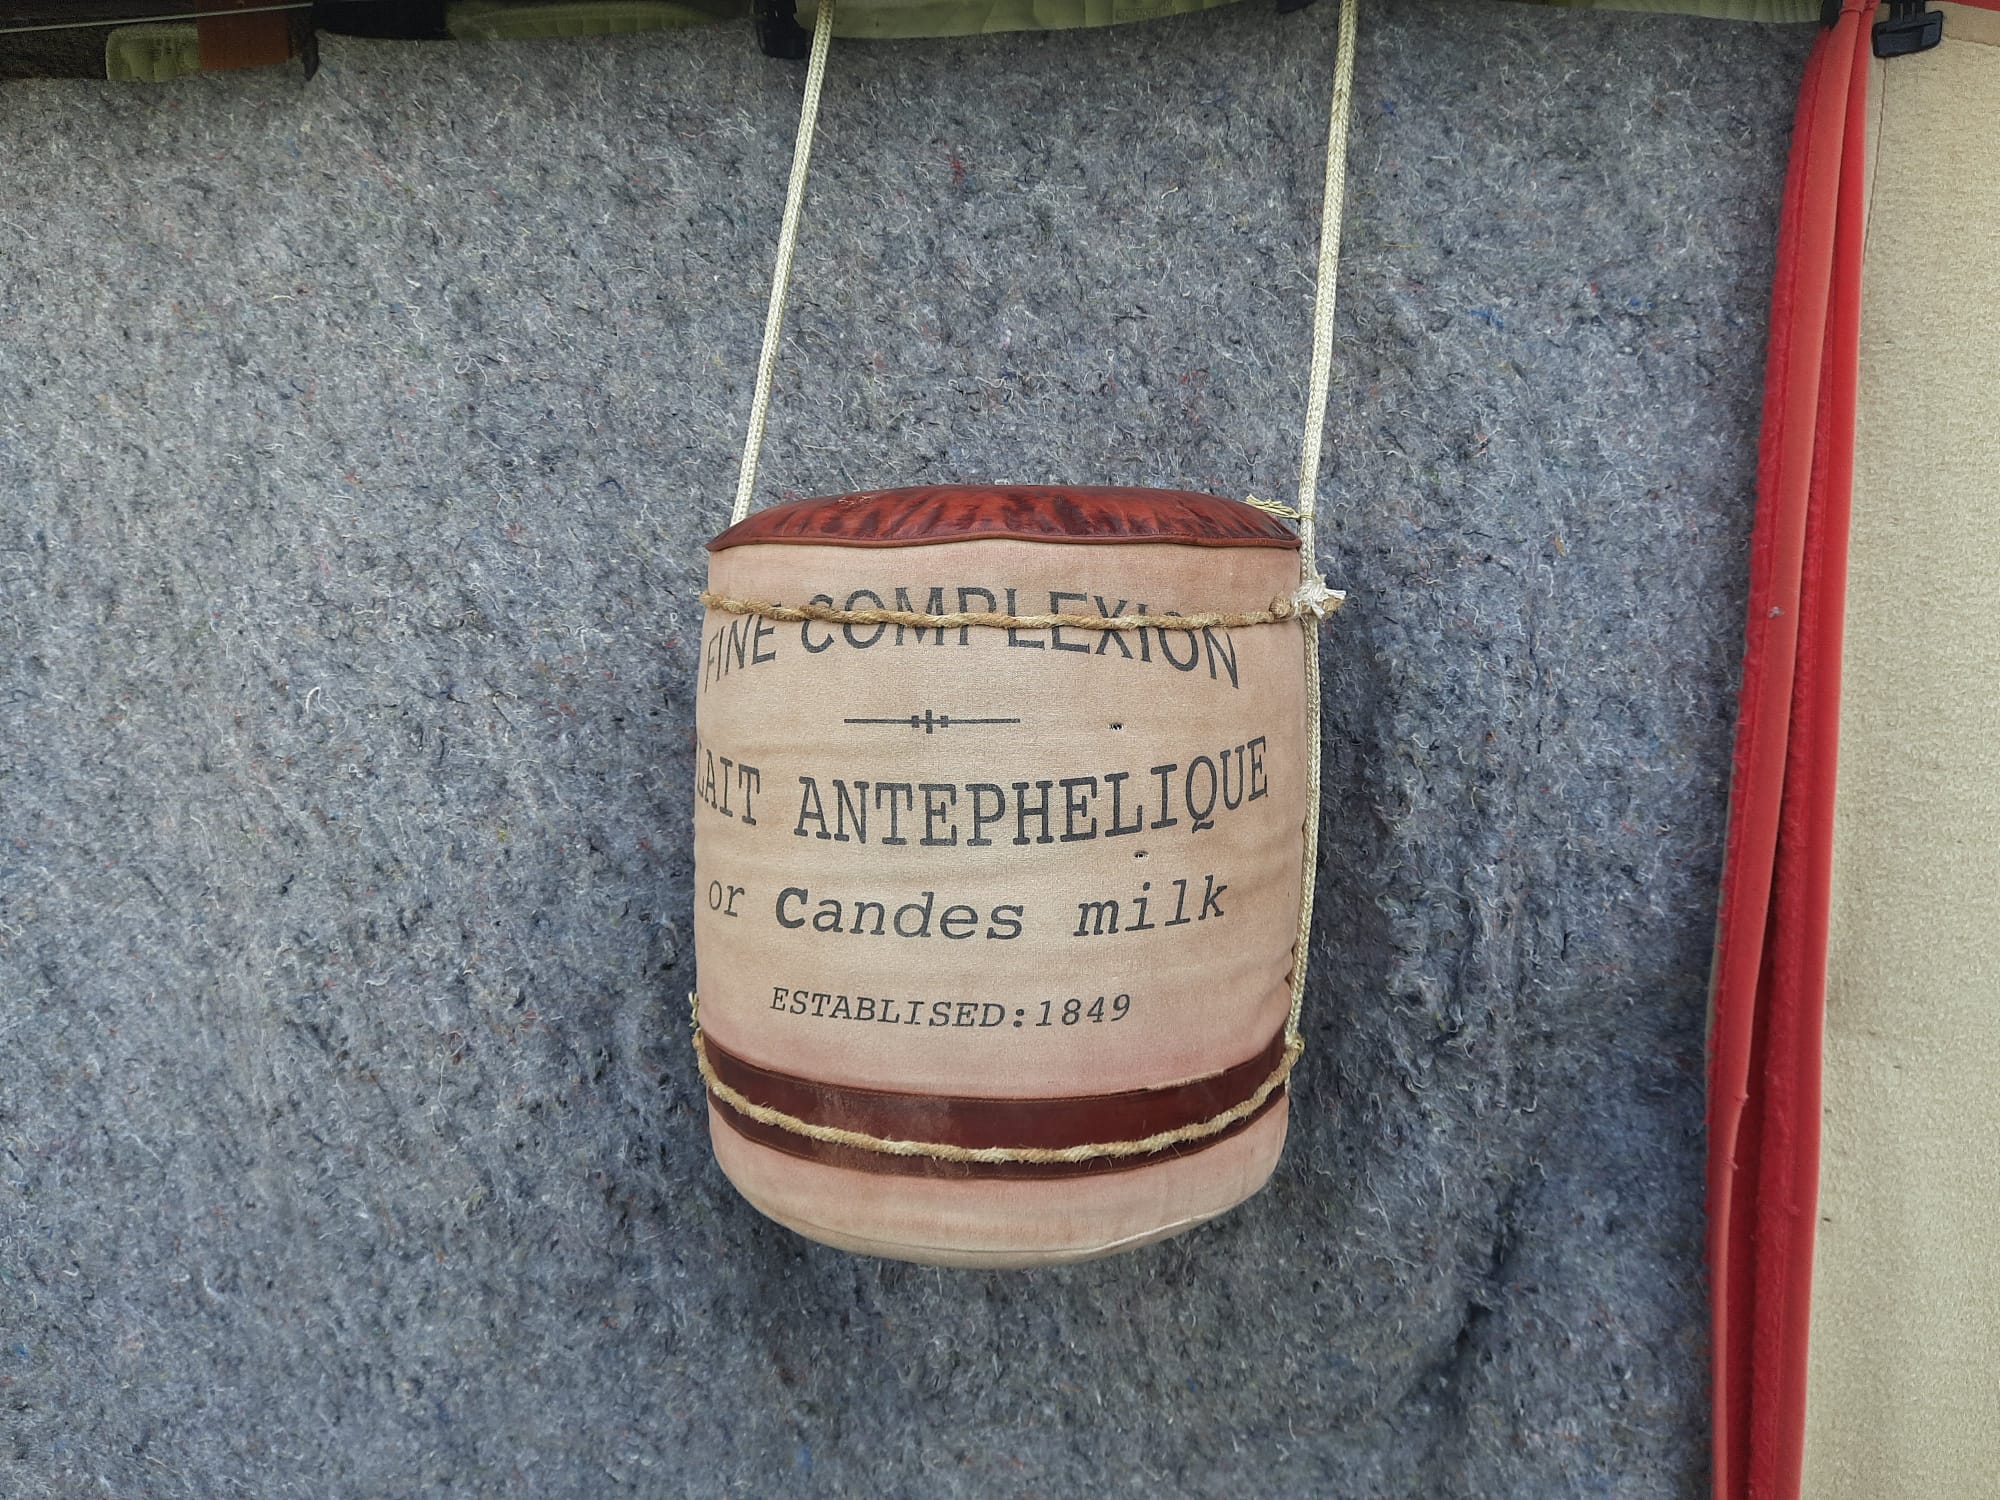 FINE COMPLEXION
LAIT ANTEPHELIQUE
or Candes milk
ESTABLISED:1849